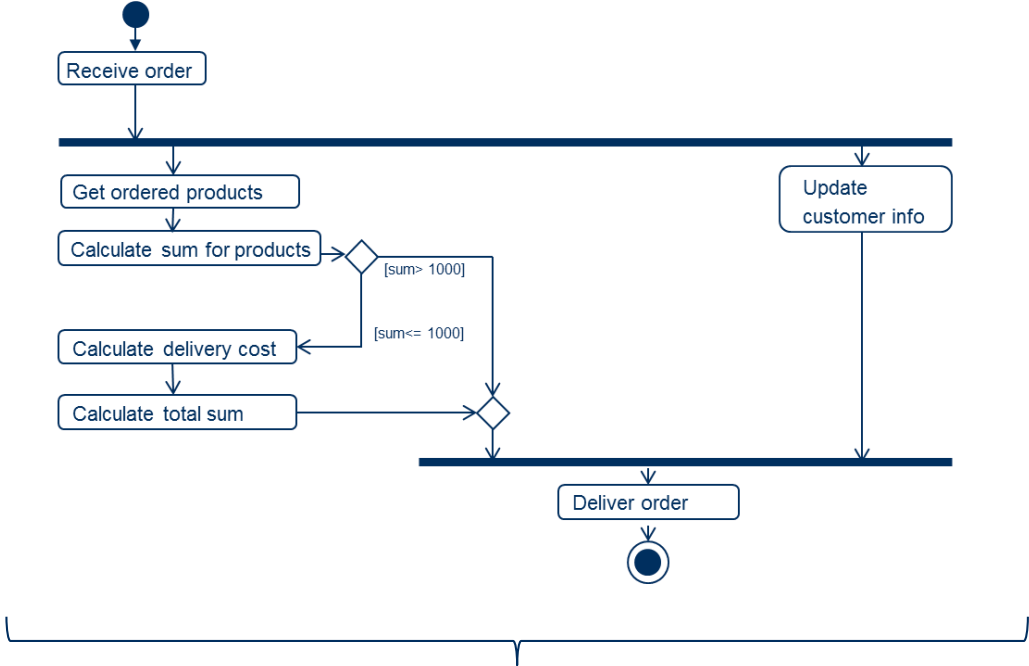 Receive order
Get ordered products
Update
customer info
Calculate sum for products
[sum> 1000]
[sum<= 1000]
Calculate delivery cost
Calculate total sum
Deliver order